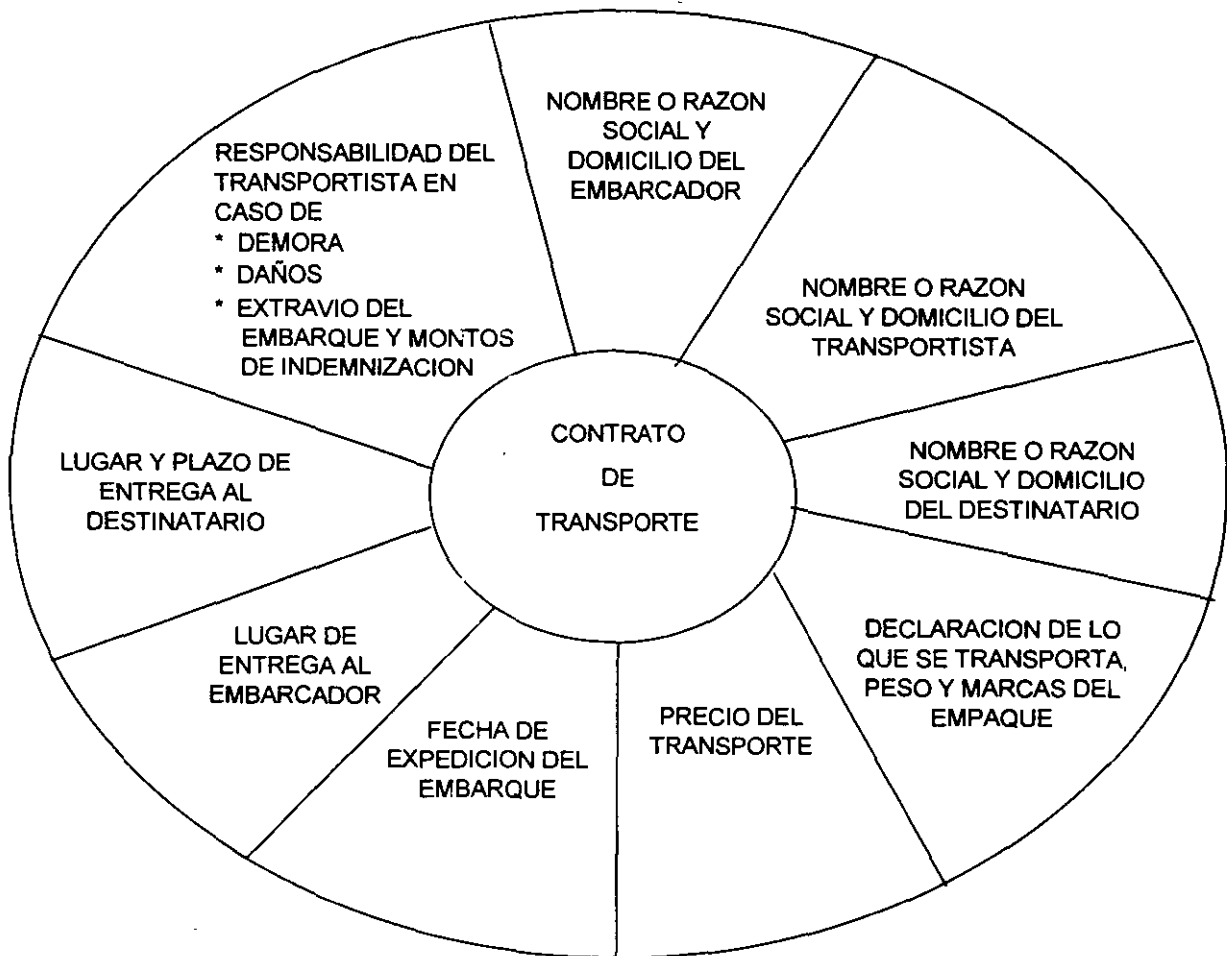 NOMBRE O RAZON
SOCIAL Y
DOMICILIO DEL
EMBARCADOR
NOMBRE O RAZON
SOCIAL Y DOMICILIO DEL
TRANSPORTISTA
NOMBRE O RAZON
SOCIAL Y DOMICILIO
DEL DESTINATARIO
DECLARACION DE LO
QUE SE TRANSPORTA,
PESO Y MARCAS DEL
EMPAQUE
PRECIO DEL
TRANSPORTE
FECHA DE
EXPEDICION DEL
EMBARQUE
LUGAR DE
ENTREGA AL
EMBARCADOR
LUGAR Y PLAZO DE
ENTREGA AL
DESTINATARIO
RESPONSABILIDAD DEL
TRANSPORTISTA EN
CASO DE
* DEMORA
* DAÑOS
* EXTRAVIO DEL
EMBARQUE Y MONTOS
DE INDEMNIZACION
CONTRATO
DE
TRANSPORTE